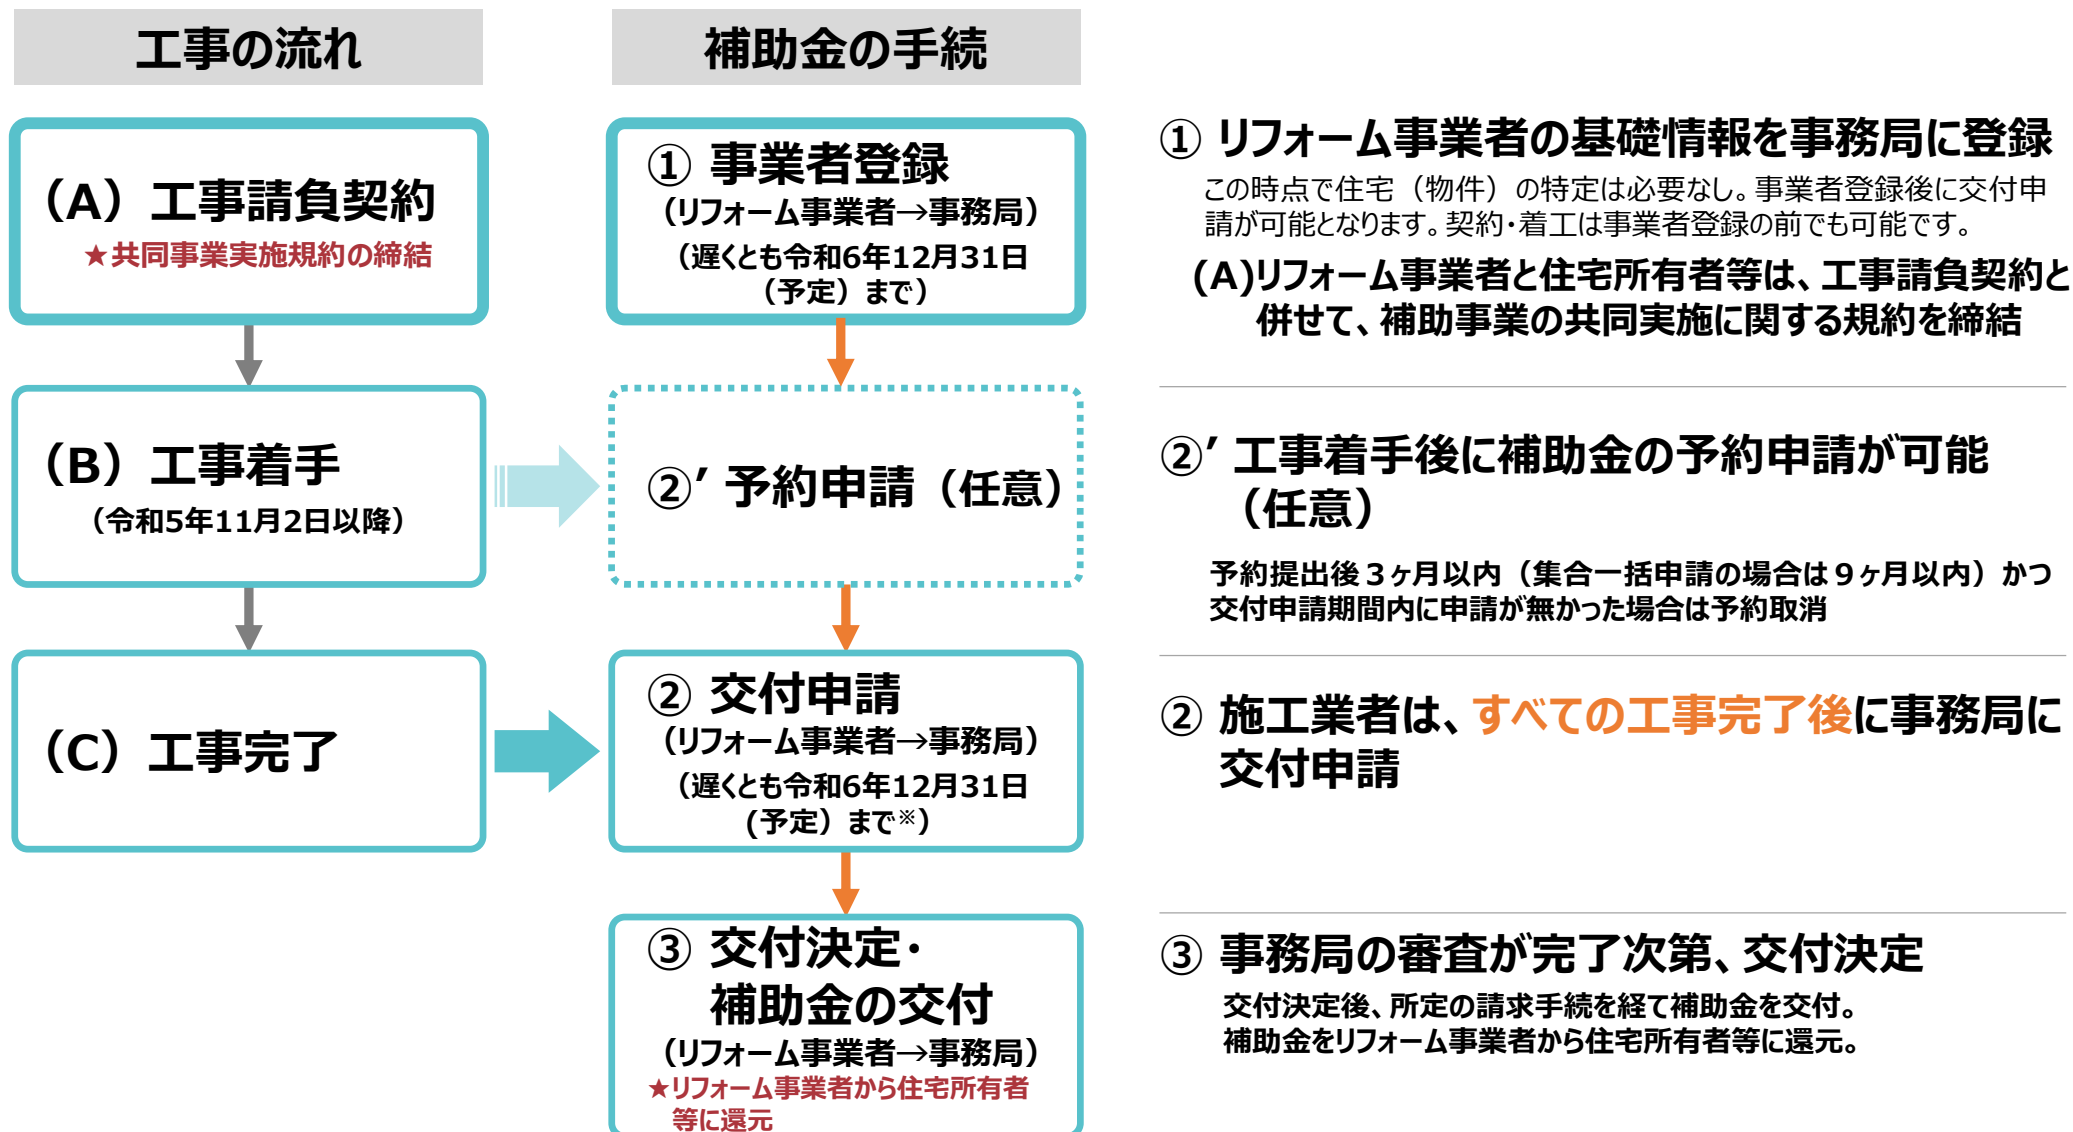 工事の流れ
補助金の手続
（A）工事請負契約
★共同事業実施規約の締結
① 事業者登録
（リフォーム事業者→事務局）
（遅くとも令和6年12月31日
（予定）まで）
① リフォーム事業者の基礎情報を事務局に登録
この時点で住宅（物件）の特定は必要なし。事業者登録後に交付申
請が可能となります。契約・着工は事業者登録の前でも可能です。
(A)リフォーム事業者と住宅所有者等は、工事請負契約と
併せて、補助事業の共同実施に関する規約を締結
（B）工事着手
（令和5年11月2日以降）
②’ 予約申請（任意）
②’ 工事着手後に補助金の予約申請が可能
（任意）
予約提出後３ヶ月以内（集合一括申請の場合は９ヶ月以内）かつ
交付申請期間内に申請が無かった場合は予約取消
（C）工事完了
② 交付申請
（リフォーム事業者→事務局）
（遅くとも令和6年12月31日
(予定）まで※）
② 施工業者は、すべての工事完了後に事務局に
交付申請
③ 交付決定・
補助金の交付
（リフォーム事業者→事務局）
★リフォーム事業者から住宅所有者
等に還元
③ 事務局の審査が完了次第、交付決定
交付決定後、所定の請求手続を経て補助金を交付。
補助金をリフォーム事業者から住宅所有者等に還元。